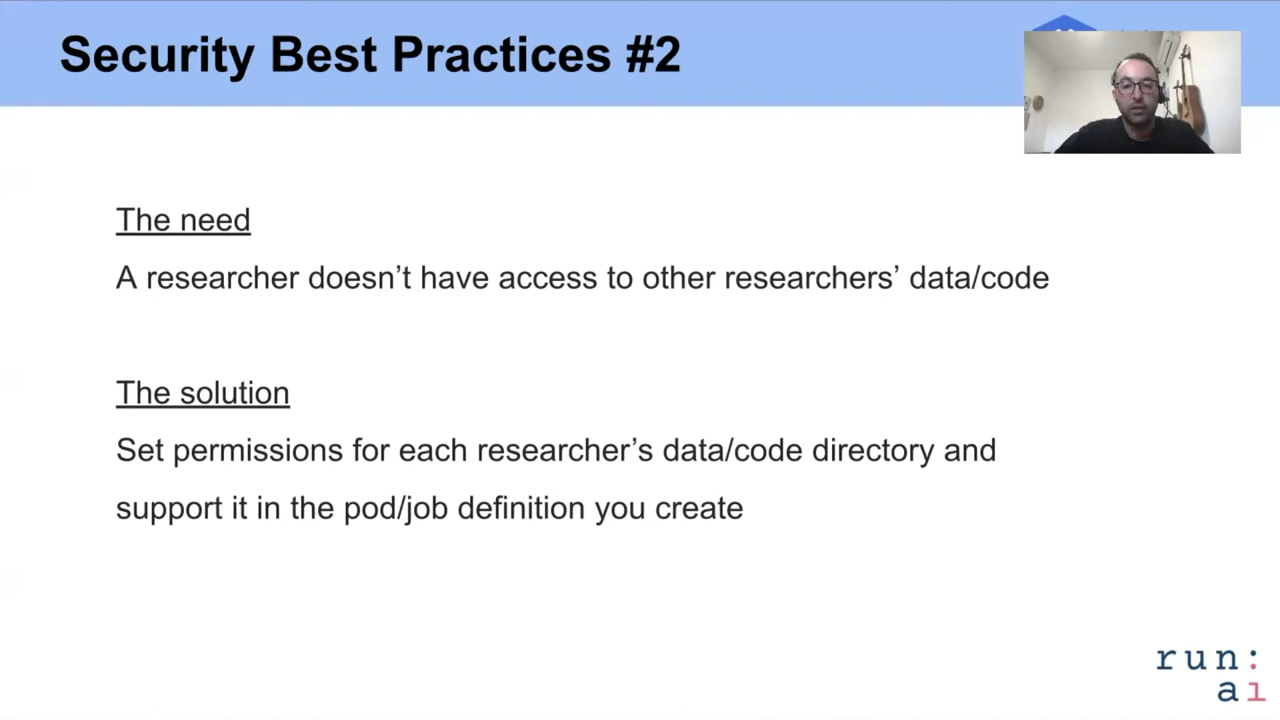 Security Best Practices #2
The need
A researcher doesn’t have access to other researchers’ data/code
The solution
Set permissions for each researcher’s data/code directory and
support it in the pod/job definition you create
run:
ai